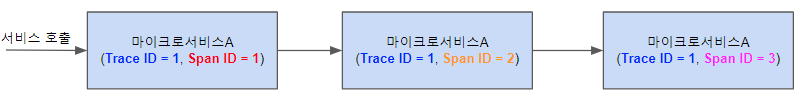 서비스 호출
마이크로서비스A
(Trace ID = 1, Span ID = 1)
마이크로서비스A
(Trace ID = 1, Span ID = 2)
마이크로서비스A
(Trace ID = 1, Span ID = 3)